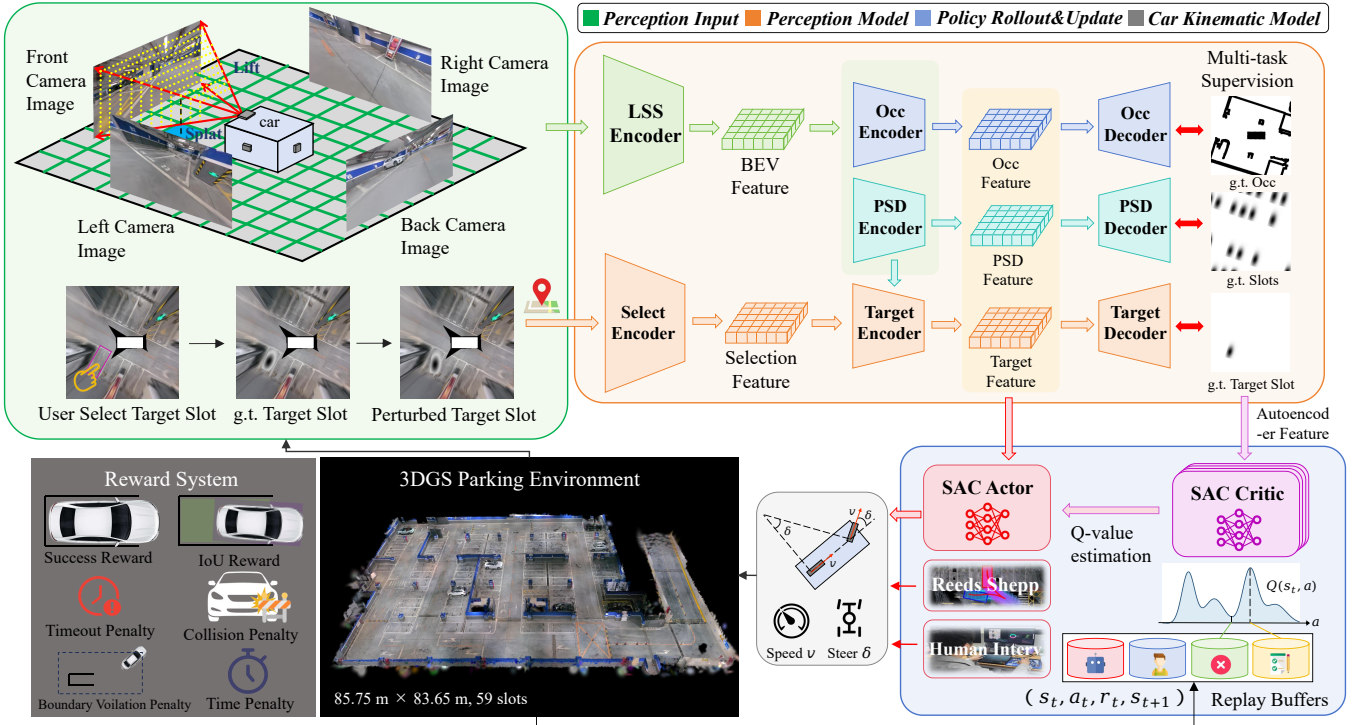 Perception Input
Perception Model
Policy Rollout&Update
Car Kinematic Model
Front
Camera
Image
Lift
Splat
car
Right Camera
Image
Left Camera
Image
Back Camera
Image
User Select Target Slot
g.t. Target Slot
Perturbed Target Slot
LSS
Encoder
BEV
Feature
Occ
Encoder
Occ
Feature
Occ
Decoder
Multi-task
Supervision
g.t. Occ
PSD
Encoder
PSD
Feature
PSD
Decoder
g.t. Slots
Select
Encoder
Selection
Feature
Target
Encoder
Target
Feature
Target
Decoder
g.t. Target Slot
Autoencod
-er Feature
Reward System
Success Reward
IoU Reward
Timeout Penalty
Collision Penalty
Boundary Voilation Penalty
Time Penalty
3DGS Parking Environment
85.75 m × 83.65 m, 59 slots
v
δ
δ
v
Speed v
Steer δ
SAC Actor
Reeds Shepp
Human Interv
Q-value
estimation
SAC Critic
Q(s_t, a)
a
(s_t, a_t, r_t, s_{t+1})
Replay Buffers